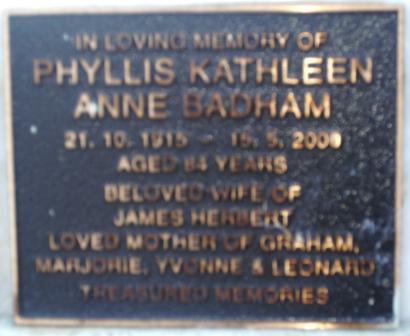 IN LOVING MEMORY OF
PHYLLIS KATHLEEN
ANNE BADHAM
21. 10. 1915 – 15. 5. 2000
AGED 84 YEARS
BELOVED WIFE OF
JAMES HERBERT
LOVED MOTHER OF GRAHAM,
MARJORIE, YVONNE & LEONARD
TREASURED MEMORIES